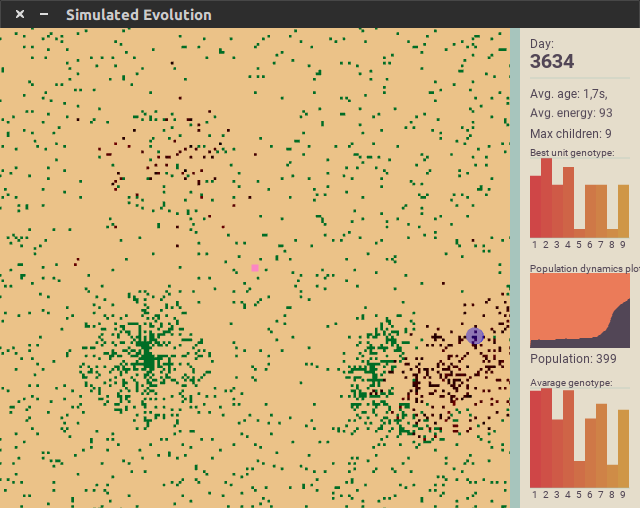 Simulated Evolution
Day:
3634
Avg. age: 1,7s,
Avg. energy: 93
Max children: 9
Best unit genotype:
1 2 3 4 5 6 7 8 9
Population dynamics plot
Population: 399
Avarage genotype:
1 2 3 4 5 6 7 8 9